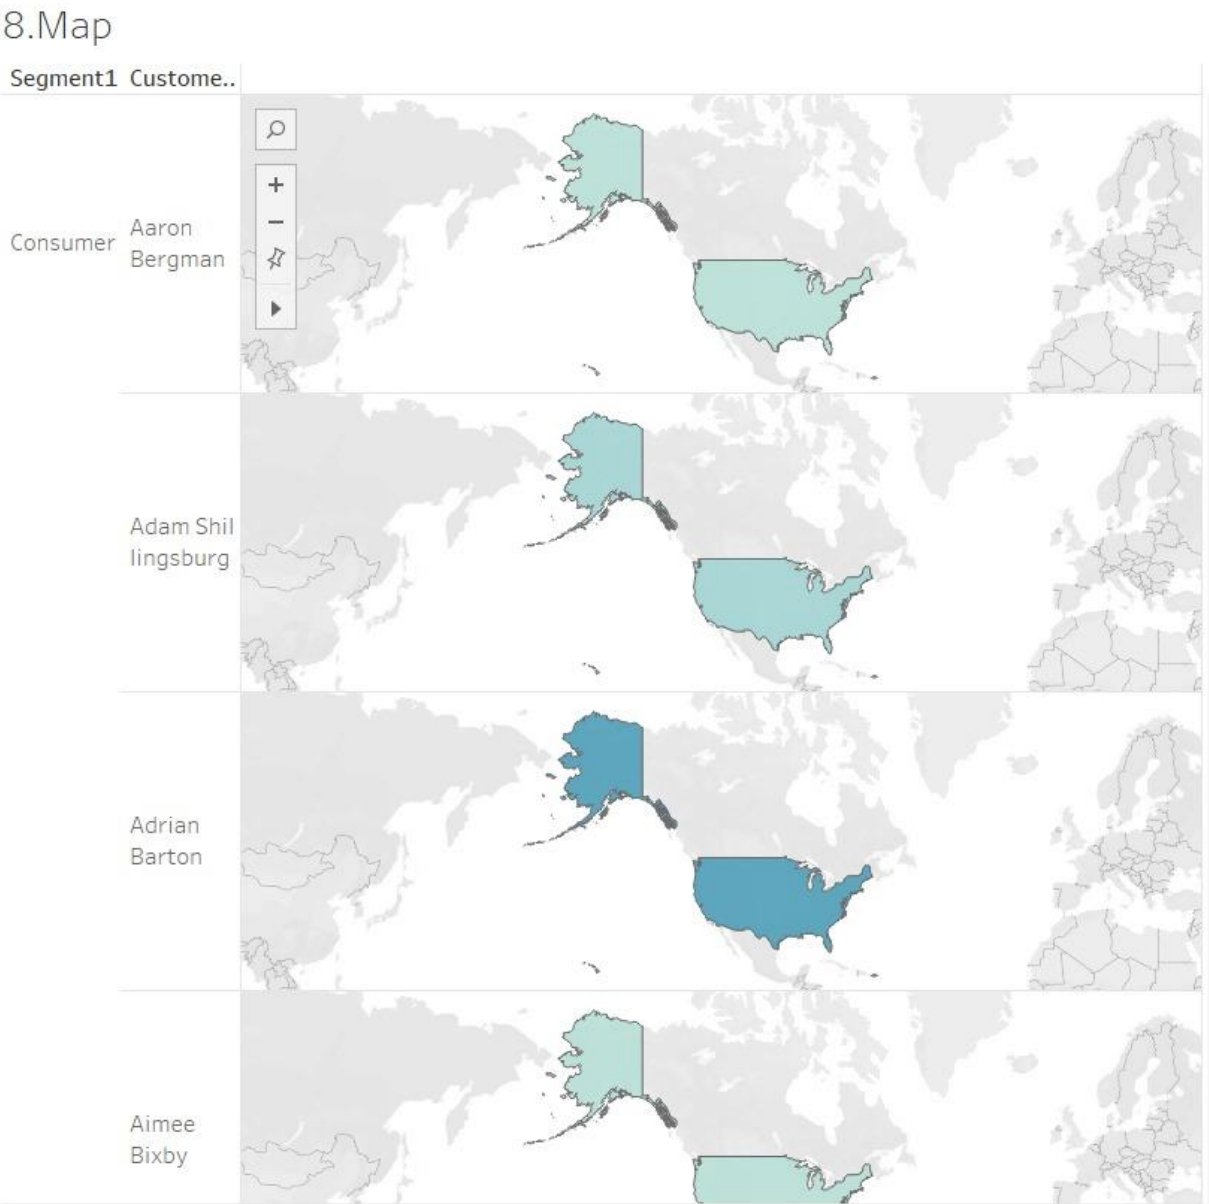 8.Map
Segment1 Custome..
Consumer
Aaron
Bergman
Adam Shil
lingsburg
Adrian
Barton
Aimee
Bixby